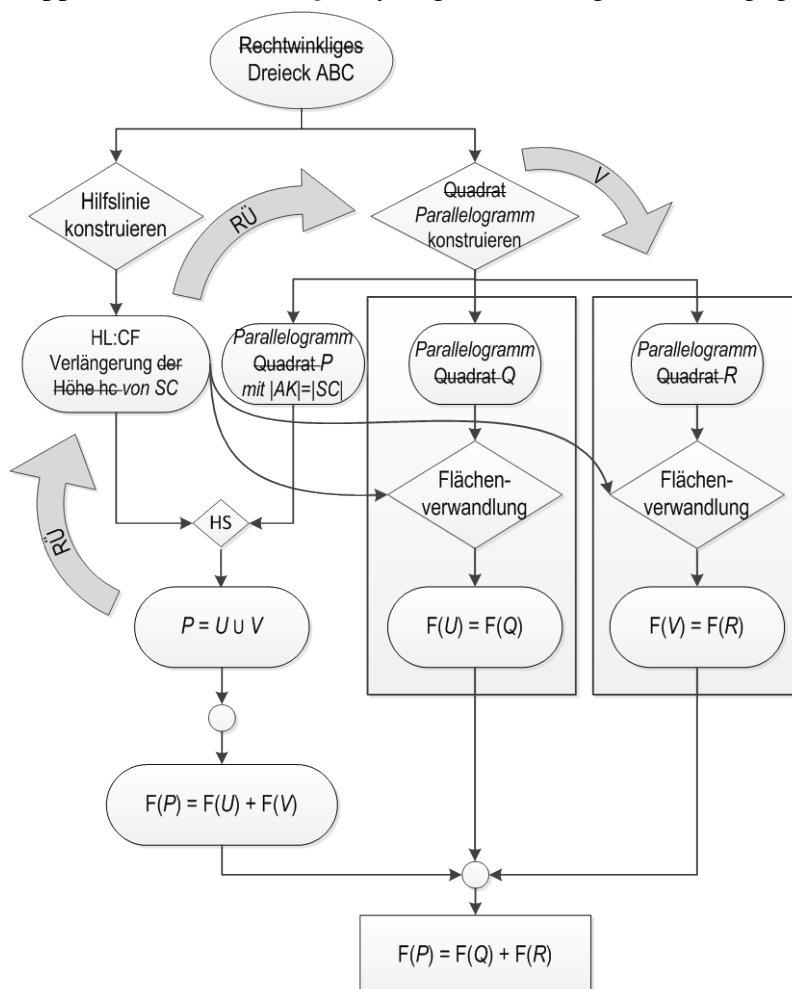 Rechtwinkliges
Dreieck ABC
Hilfslinie
konstruieren
RÜ
Quadrat
Parallelogramm
konstruieren
V
HL:CF
Verlängerung der
Höhe hc von SC
Parallelogramm
Quadrat P
mit |AK|=|SC|
Parallelogramm
Quadrat Q
Parallelogramm
Quadrat R
RÜ
HS
Flächen-
verwandlung
Flächen-
verwandlung
P = U ∪ V
F(U) = F(Q)
F(V) = F(R)
F(P) = F(U) + F(V)
F(P) = F(Q) + F(R)